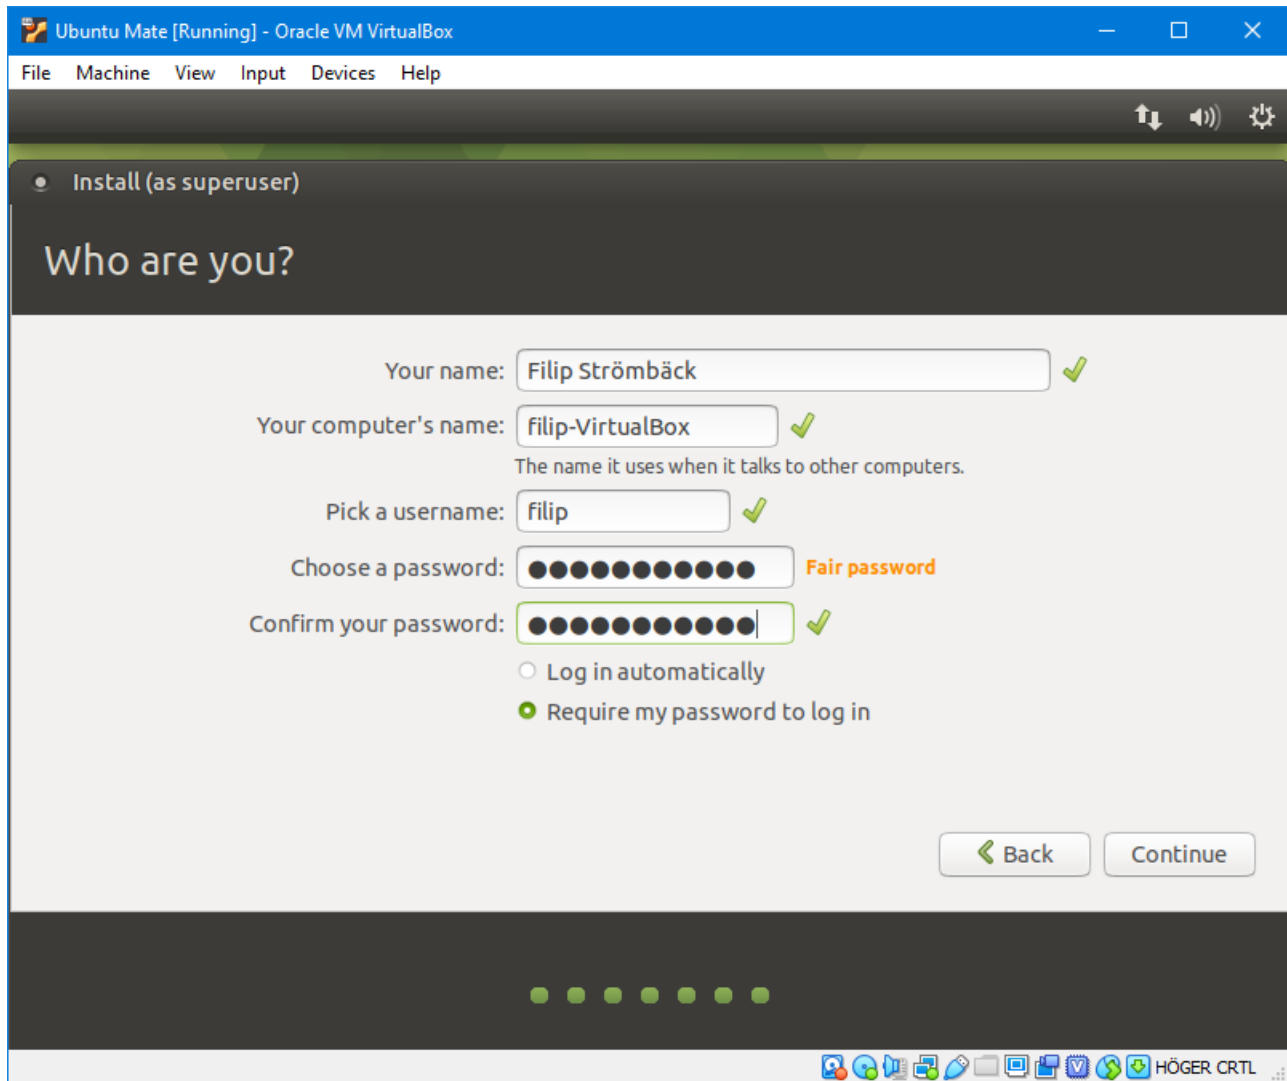 Ubuntu Mate [Running] - Oracle VM VirtualBox
File Machine View Input Devices Help
Install (as superuser)
Who are you?
Your name: Filip Strömbäck
Your computer's name: filip-VirtualBox
The name it uses when it talks to other computers.
Pick a username: filip
Choose a password: ●●●●●●●●●●● Fair password
Confirm your password: ●●●●●●●●●●●
Log in automatically
Require my password to log in
Back Continue
HÖGER CRTL